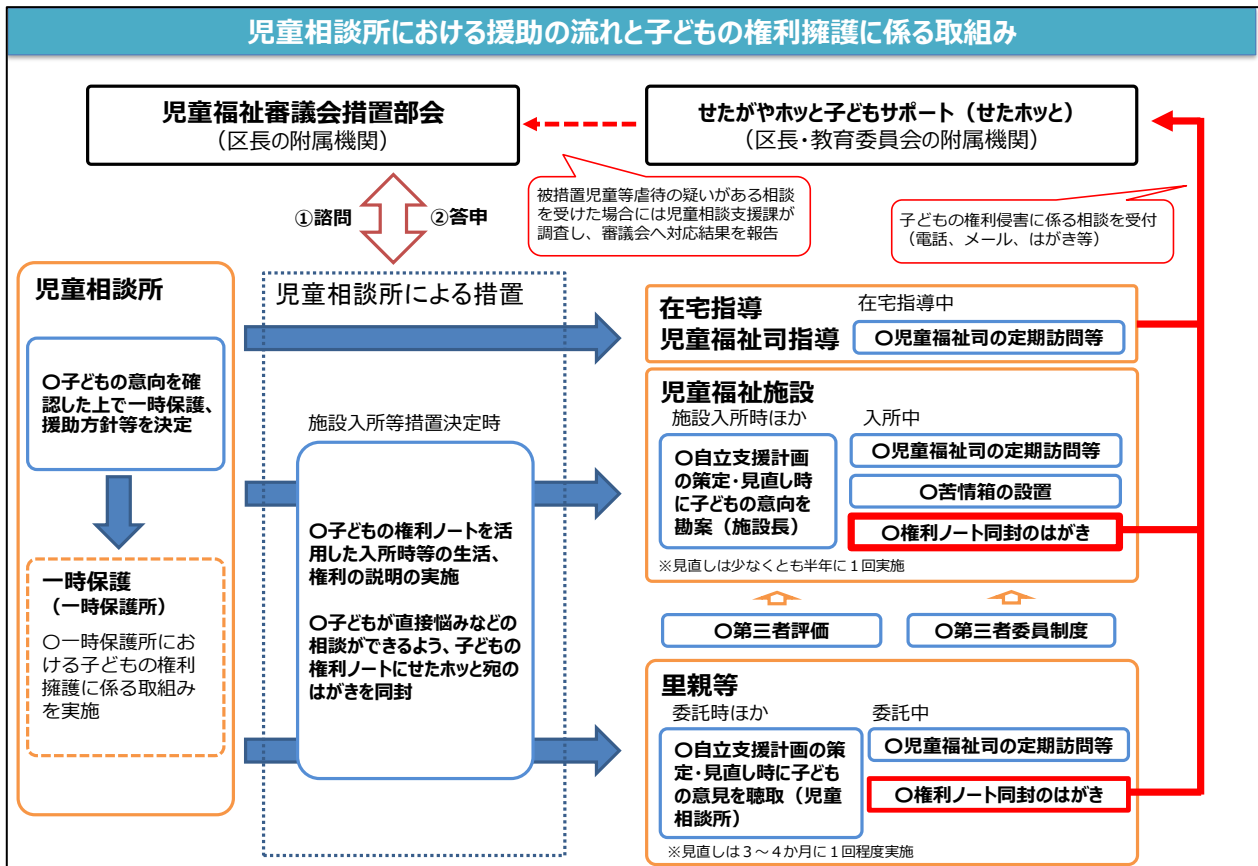 児童相談所における援助の流れと子どもの権利擁護に係る取組み
児童福祉審議会措置部会
（区長の附属機関）
せたがやホッと子どもサポート（せたホッと）
（区長・教育委員会の附属機関）
①諮問
②答申
被措置児童等虐待の疑いがある相談
を受けた場合には児童相談支援課が
調査し、審議会へ対応結果を報告
子どもの権利侵害に係る相談を受付
（電話、メール、はがき等）
児童相談所
〇子どもの意向を確
認した上で一時保護、
援助方針等を決定
一時保護
（一時保護所）
〇一時保護所にお
ける子どもの権利
擁護に係る取組み
を実施
児童相談所による措置
施設入所等措置決定時
〇子どもの権利ノートを活
用した入所時等の生活、
権利の説明の実施
〇子どもが直接悩みなどの
相談ができるよう、子どもの
権利ノートにせたホッと宛の
はがきを同封
在宅指導
児童福祉司指導
在宅指導中
〇児童福祉司の定期訪問等
児童福祉施設
施設入所時ほか
〇自立支援計画
の策定・見直し時
に子どもの意向を
勘案（施設長）
入所中
〇児童福祉司の定期訪問等
〇苦情箱の設置
〇権利ノート同封のはがき
※見直しは少なくとも半年に１回実施
〇第三者評価
〇第三者委員制度
里親等
委託時ほか
〇自立支援計画の策
定・見直し時に子ども
の意見を聴取（児童
相談所）
委託中
〇児童福祉司の定期訪問等
〇権利ノート同封のはがき
※見直しは３～４か月に１回程度実施